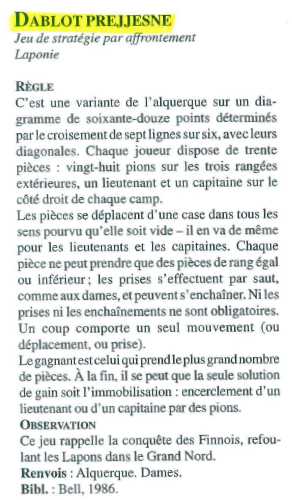 DABLOT PREJJESNE
Jeu de stratégie par affrontement
Laponie
RÈGLE
C'est une variante de l'alquerque sur un dia-
gramme de soixante-douze points déterminés
par le croisement de sept lignes sur six, avec leurs
diagonales. Chaque joueur dispose de trente
pièces : vingt-huit pions sur les trois rangées
extérieures, un lieutenant et un capitaine sur le
côté droit de chaque camp.
Les pièces se déplacent d'une case dans tous les
sens pourvu qu'elle soit vide – il en va de même
pour les lieutenants et les capitaines. Chaque
pièce ne peut prendre que des pièces de rang égal
ou inférieur ; les prises s'effectuent par saut,
comme aux dames, et peuvent s'enchaîner. Ni les
prises ni les enchaînements ne sont obligatoires.
Un coup comporte un seul mouvement (ou
déplacement, ou prise).
Le gagnant est celui qui prend le plus grand nombre
de pièces. À la fin, il se peut que la seule solution
de gain soit l'immobilisation : encerclement d'un
lieutenant ou d'un capitaine par des pions.
OBSERVATION
Ce jeu rappelle la conquête des Finnois, refou-
lant les Lapons dans le Grand Nord.
Renvois : Alquerque. Dames.
Bibl. : Bell, 1986.